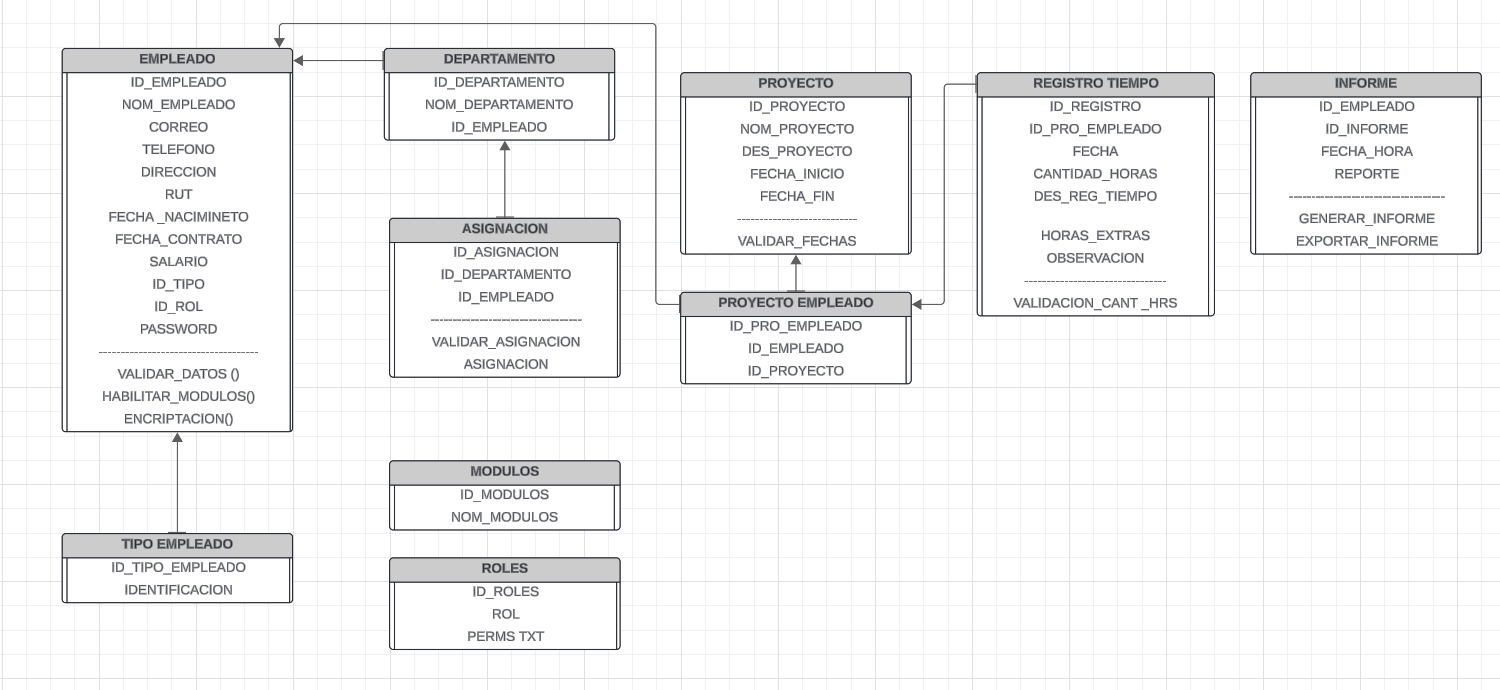 EMPLEADO
ID_EMPLEADO
NOM_EMPLEADO
CORREO
TELEFONO
DIRECCION
RUT
FECHA _NACIMINETO
FECHA_CONTRATO
SALARIO
ID_TIPO
ID_ROL
PASSWORD
------------------------------------
VALIDAR_DATOS ()
HABILITAR_MODULOS()
ENCRIPTACION()
TIPO EMPLEADO
ID_TIPO_EMPLEADO
IDENTIFICACION
DEPARTAMENTO
ID_DEPARTAMENTO
NOM_DEPARTAMENTO
ID_EMPLEADO
ASIGNACION
ID_ASIGNACION
ID_DEPARTAMENTO
ID_EMPLEADO
----------------------------------
VALIDAR_ASIGNACION
ASIGNACION
MODULOS
ID_MODULOS
NOM_MODULOS
ROLES
ID_ROLES
ROL
PERMS TXT
PROYECTO
ID_PROYECTO
NOM_PROYECTO
DES_PROYECTO
FECHA_INICIO
FECHA_FIN
---------------------------
VALIDAR_FECHAS
PROYECTO EMPLEADO
ID_PRO_EMPLEADO
ID_EMPLEADO
ID_PROYECTO
REGISTRO TIEMPO
ID_REGISTRO
ID_PRO_EMPLEADO
FECHA
CANTIDAD_HORAS
DES_REG_TIEMPO
HORAS_EXTRAS
OBSERVACION
--------------------------------
VALIDACION_CANT _HRS
INFORME
ID_EMPLEADO
ID_INFORME
FECHA_HORA
REPORTE
-----------------------------------
GENERAR_INFORME
EXPORTAR_INFORME